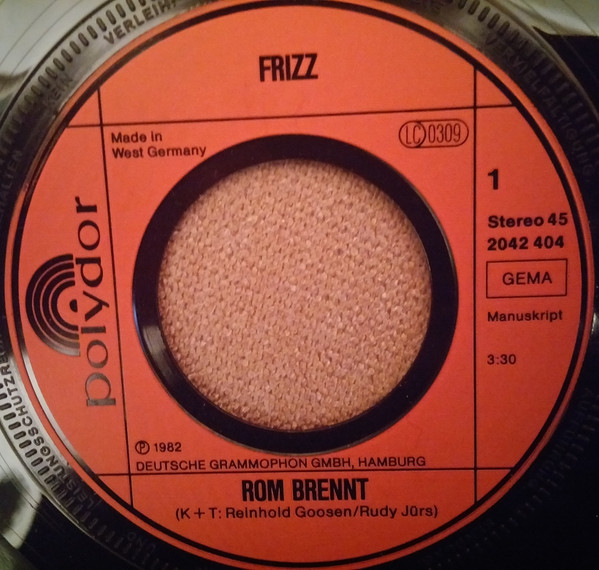 FRIZZ
Made in
West Germany
LC 0309
polydor
1
Stereo 45
2042 404
GEMA
Manuskript
3:30
℗ 1982
DEUTSCHE GRAMMOPHON GMBH, HAMBURG
ROM BRENNT
(K + T: Reinhold Goosen/Rudy Jürs)